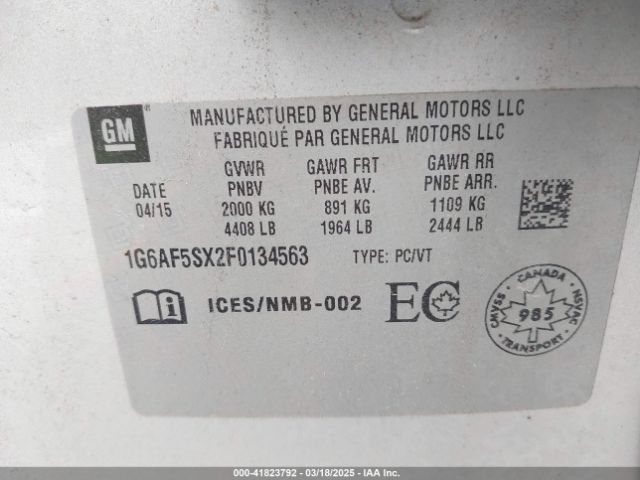 GM
MANUFACTURED BY GENERAL MOTORS LLC
FABRIQUÉ PAR GENERAL MOTORS LLC
DATE
04/15
GVWR
PNBV
2000 KG
4408 LB
GAWR FRT
PNBE AV.
891 KG
1964 LB
GAWR RR
PNBE ARR.
1109 KG
2444 LB
1G6AF5SX2F0134563
TYPE: PC/VT
ICES/NMB-002
EC
CANADA
CMVSS
NSVAC
985
TRANSPORT
000-41823792 - 03/18/2025 - IAA Inc.